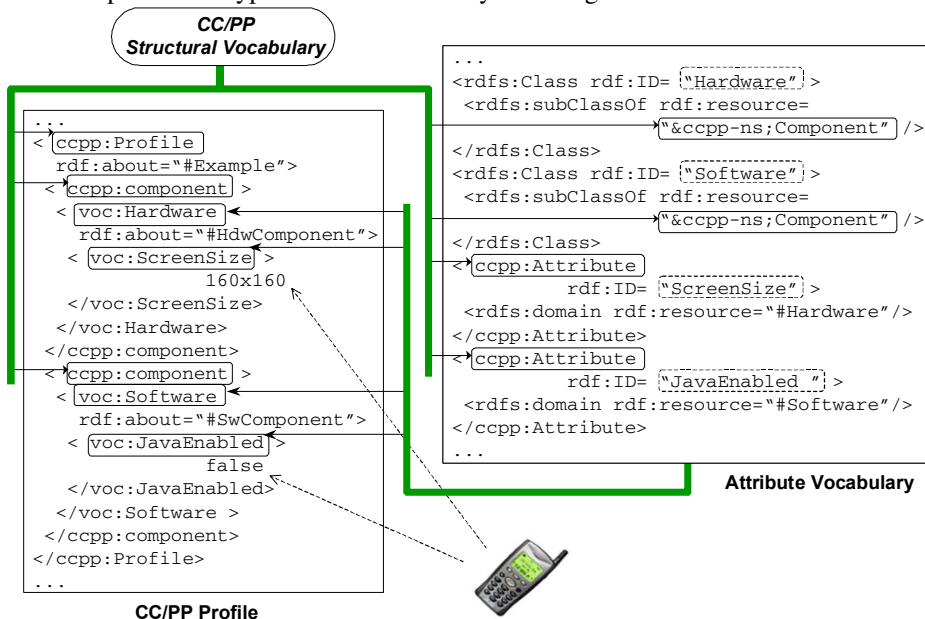 CC/PP
Structural Vocabulary
...
< ccpp:Profile
rdf:about=“#Example”>
< ccpp:component >
< voc:Hardware
rdf:about=“#HdwComponent”>
< voc:ScreenSize >
160x160
</voc:ScreenSize>
</voc:Hardware>
</ccpp:component>
< ccpp:component >
< voc:Software
rdf:about=“#SwComponent”>
< voc:JavaEnabled >
false
</voc:JavaEnabled>
</voc:Software >
</ccpp:component>
</ccpp:Profile>
...
CC/PP Profile
...
<rdfs:Class rdf:ID= “Hardware” >
<rdfs:subClassOf rdf:resource=
“&ccpp-ns;Component” />
</rdfs:Class>
<rdfs:Class rdf:ID= “Software” >
<rdfs:subClassOf rdf:resource=
“&ccpp-ns;Component” />
</rdfs:Class>
< ccpp:Attribute
rdf:ID= “ScreenSize” >
<rdfs:domain rdf:resource=“#Hardware”/>
</ccpp:Attribute>
< ccpp:Attribute
rdf:ID= “JavaEnabled ” >
<rdfs:domain rdf:resource=“#Software”/>
</ccpp:Attribute>
...
Attribute Vocabulary